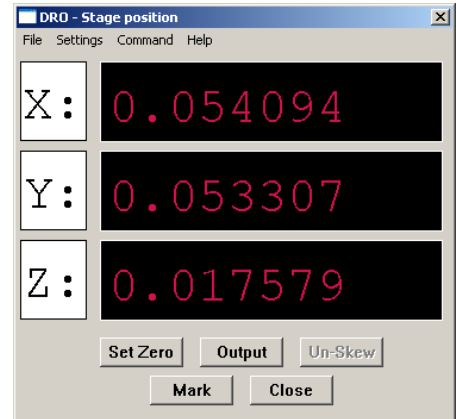 DRO - Stage position
File Settings Command Help
X: 0.054094
Y: 0.053307
Z: 0.017579
Set Zero Output Un-Skew
Mark Close